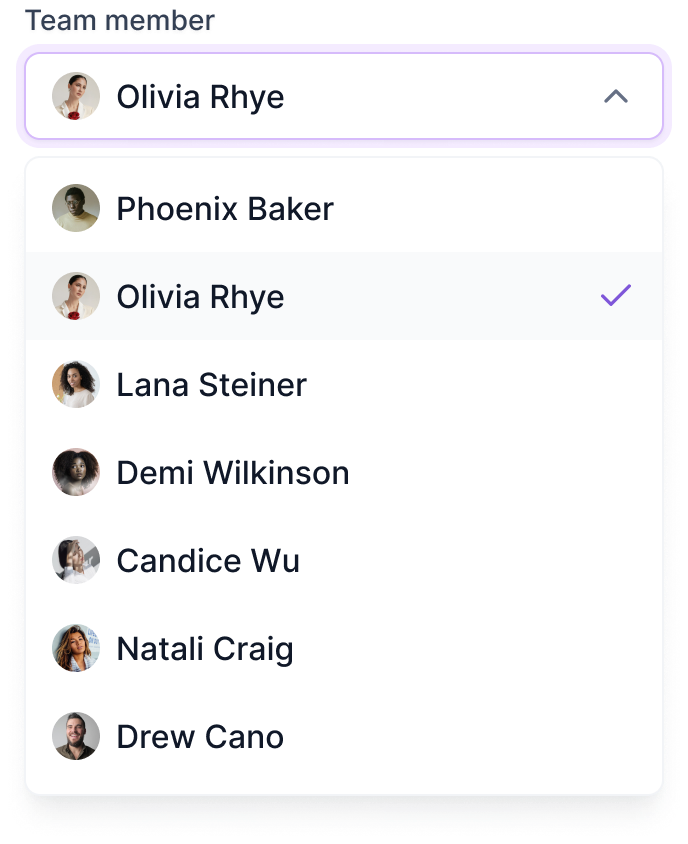 Team member
Olivia Rhye
Phoenix Baker
Olivia Rhye
Lana Steiner
Demi Wilkinson
Candice Wu
Natali Craig
Drew Cano